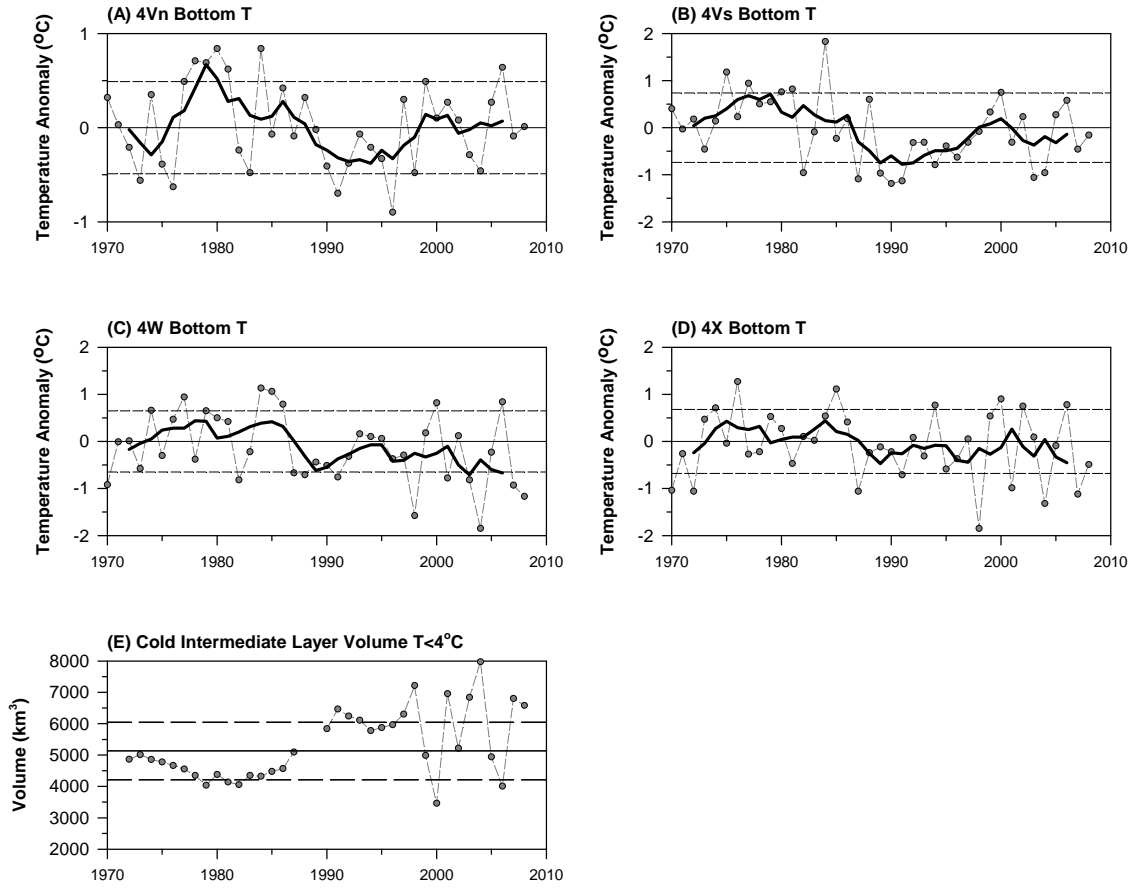 (A) 4Vn Bottom T
Temperature Anomaly (°C)
1
0
-1
1970 1980 1990 2000 2010
(B) 4Vs Bottom T
Temperature Anomaly (°C)
2
1
0
-1
-2
1970 1980 1990 2000 2010
(C) 4W Bottom T
Temperature Anomaly (°C)
2
1
0
-1
-2
1970 1980 1990 2000 2010
(D) 4X Bottom T
Temperature Anomaly (°C)
2
1
0
-1
-2
1970 1980 1990 2000 2010
(E) Cold Intermediate Layer Volume T<4°C
Volume (km³)
8000
7000
6000
5000
4000
3000
2000
1970 1980 1990 2000 2010